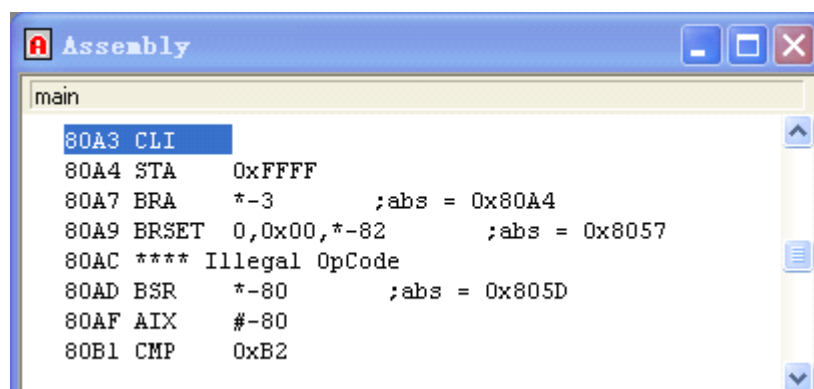 A Assembly
main
80A3 CLI
80A4 STA 0xFFFF
80A7 BRA *-3 ;abs = 0x80A4
80A9 BRSET 0,0x00,*-82 ;abs = 0x8057
80AC **** Illegal OpCode
80AD BSR *-80 ;abs = 0x805D
80AF AIX #-80
80B1 CMP 0xB2